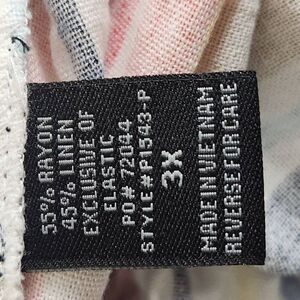 55% RAYON
45% LINEN
EXCLUSIVE OF
ELASTIC
PO# 72044
STYLE#P1543-P
3X
MADE IN VIETNAM
REVERSE FOR CARE